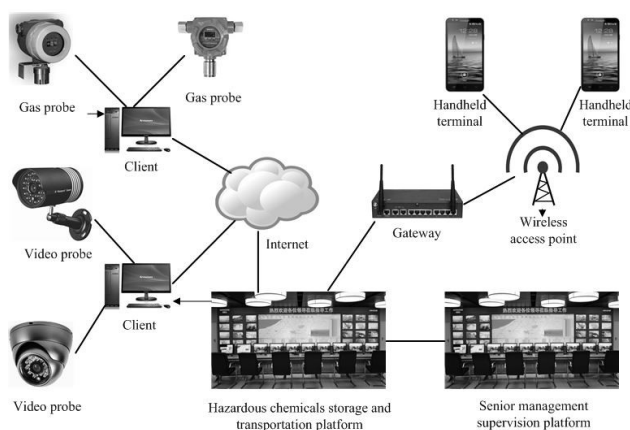 Gas probe
Gas probe
Client
Handheld
terminal
Handheld
terminal
Video probe
Internet
Gateway
Wireless
access point
Client
Video probe
Hazardous chemicals storage and
transportation platform
Senior management
supervision platform